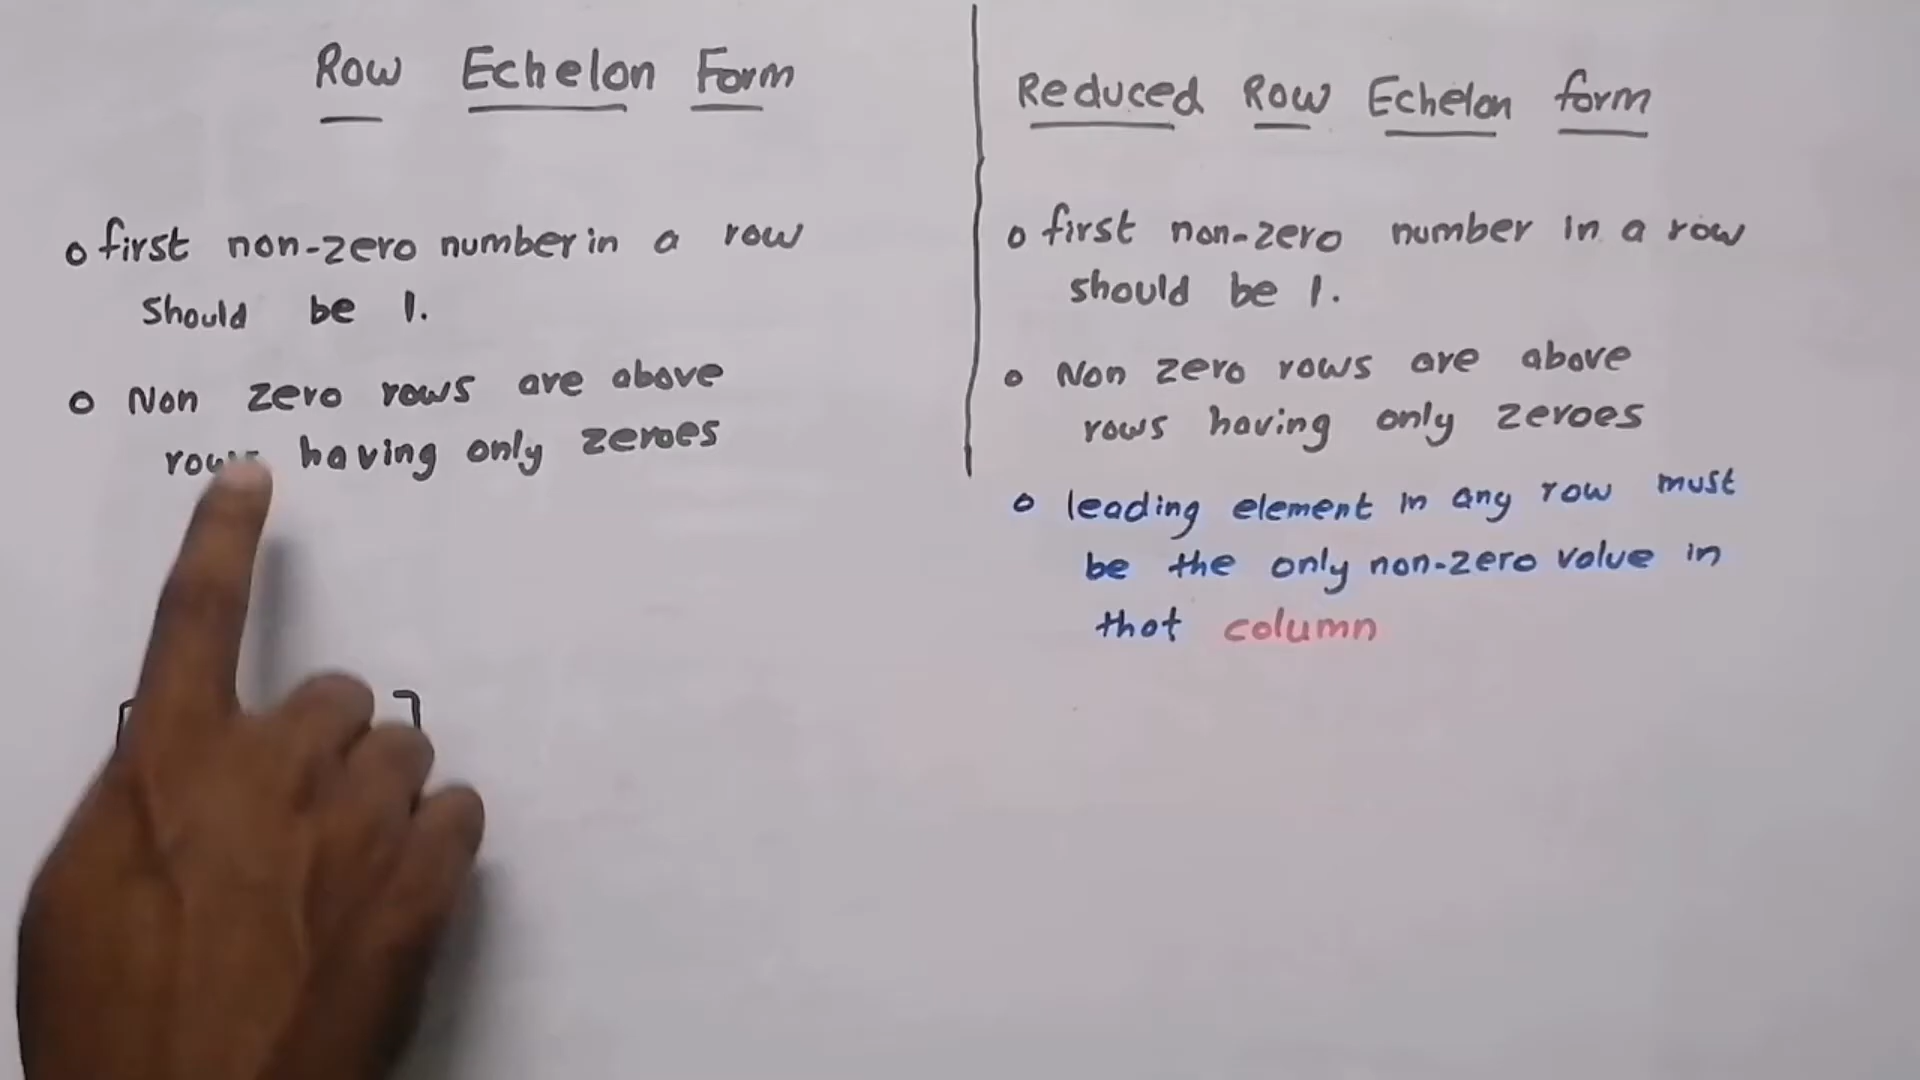 Row Echelon Form
o first non-zero number in a row
should be 1.
o Non zero rows are above
rows having only zeroes
Reduced Row Echelon form
o first non-zero number in a row
should be 1.
o Non zero rows are above
rows having only zeroes
o leading element in any row must
be the only non-zero value in
that column